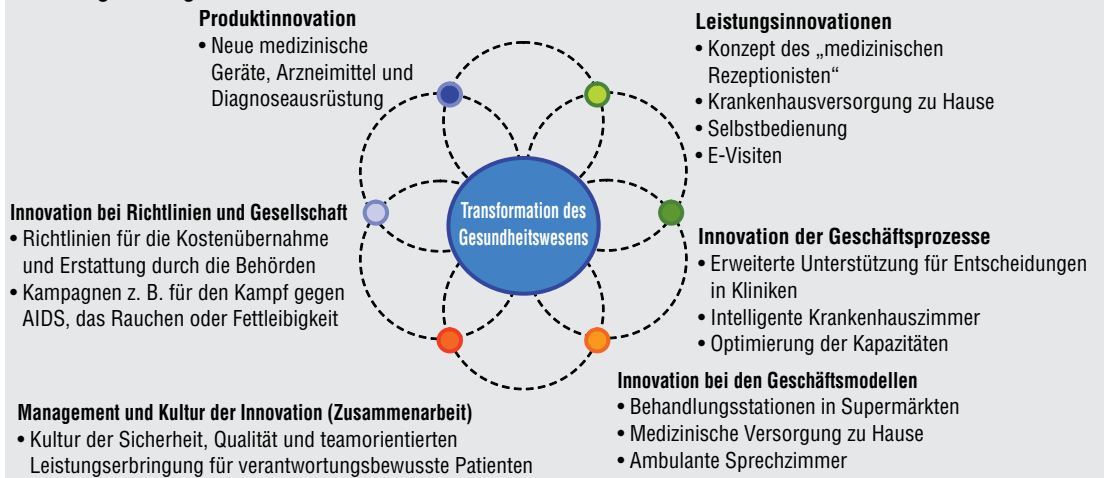 Produktinnovation
• Neue medizinische
Geräte, Arzneimittel und
Diagnoseausrüstung
Leistungsinnovationen
• Konzept des „medizinischen
Rezeptionisten“
• Krankenhausversorgung zu Hause
• Selbstbedienung
• E-Visiten
Transformation des
Gesundheitswesens
Innovation bei Richtlinien und Gesellschaft
• Richtlinien für die Kostenübernahme
und Erstattung durch die Behörden
• Kampagnen z. B. für den Kampf gegen
AIDS, das Rauchen oder Fettleibigkeit
Innovation der Geschäftsprozesse
• Erweiterte Unterstützung für Entscheidungen
in Kliniken
• Intelligente Krankenhauszimmer
• Optimierung der Kapazitäten
Innovation bei den Geschäftsmodellen
• Behandlungsstationen in Supermärkten
• Medizinische Versorgung zu Hause
• Ambulante Sprechzimmer
Management und Kultur der Innovation (Zusammenarbeit)
• Kultur der Sicherheit, Qualität und teamorientierten
Leistungserbringung für verantwortungsbewusste Patienten